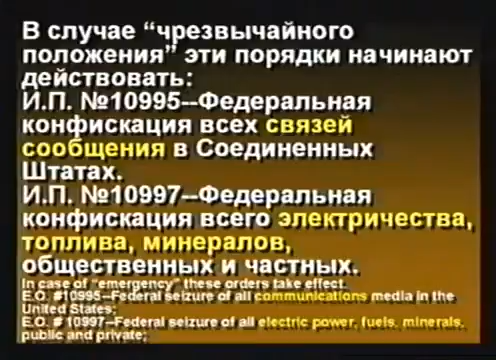 В случае “чрезвычайного
положения” эти порядки начинают
действовать:
И.П. №10995--Федеральная
конфискация всех связей
сообщения в Соединенных
Штатах.
И.П. №10997--Федеральная
конфискация всего электричества,
топлива, минералов,
общественных и частных.
In case of "emergency" these orders take effect.
E.O. #10995--Federal seizure of all communications media in the
United States;
E.O. # 10997--Federal seizure of all electric power, fuels, minerals,
public and private;